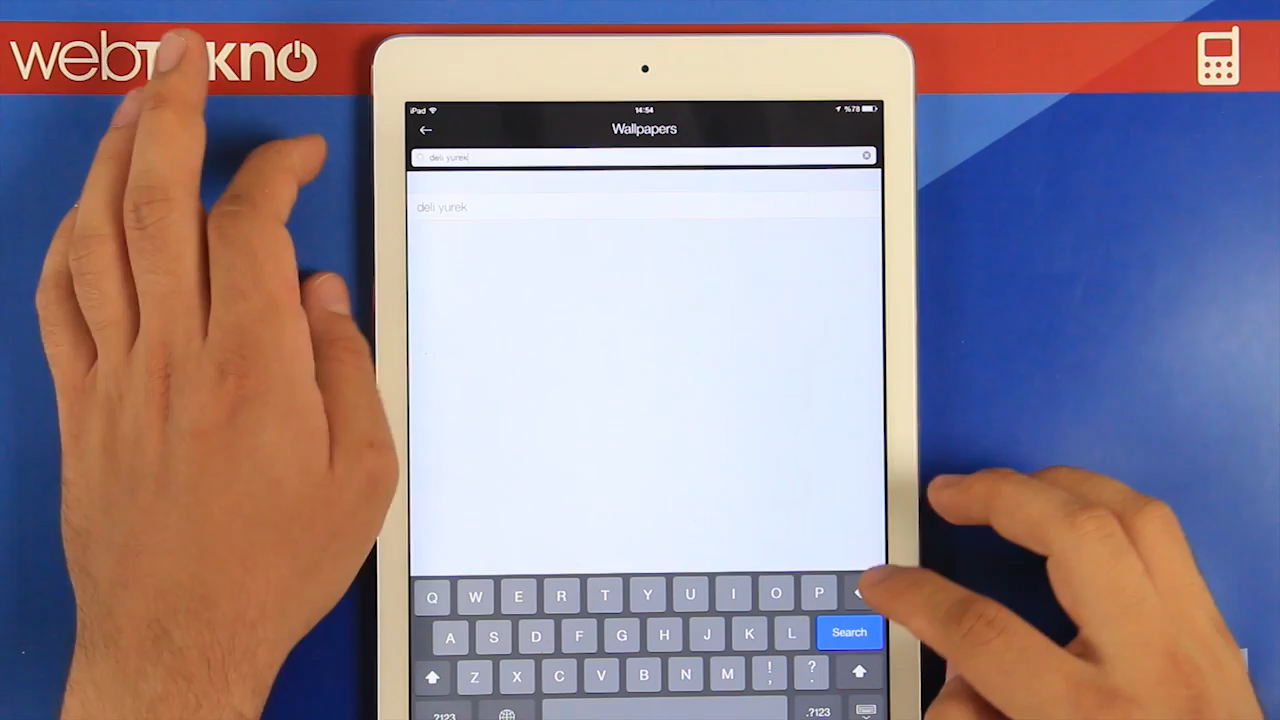 webtekno
iPad 14:54 %78
Wallpapers
deli yurek
deli yurek
Q W E R T Y U I O P
A S D F G H J K L Search
Z X C V B N M ! , ? .
.?123 .?123